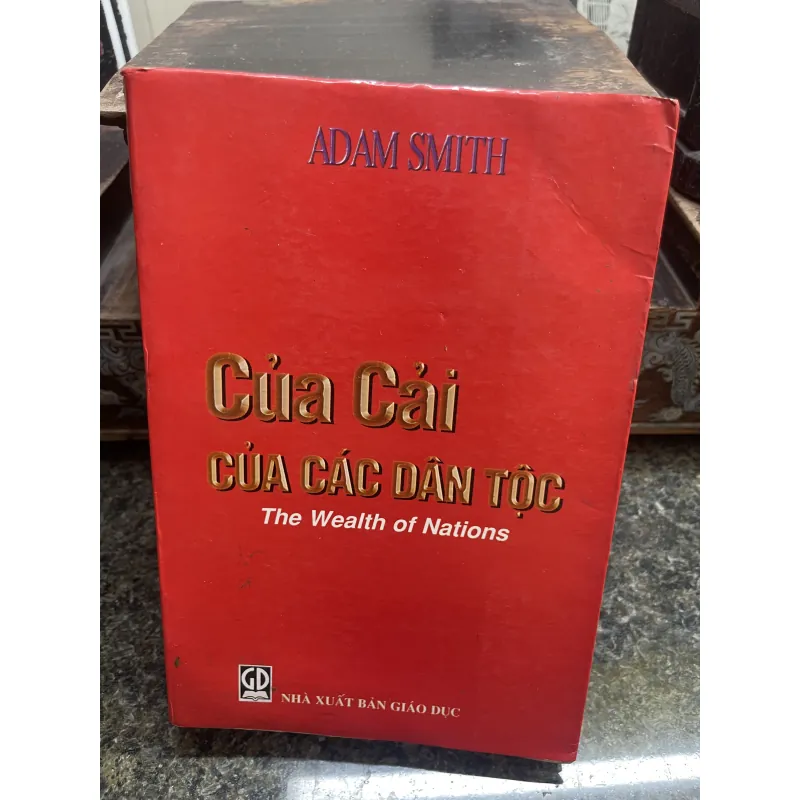 ADAM SMITH
Của Cải
CỦA CÁC DÂN TỘC
The Wealth of Nations
GD
NHÀ XUẤT BẢN GIÁO DỤC